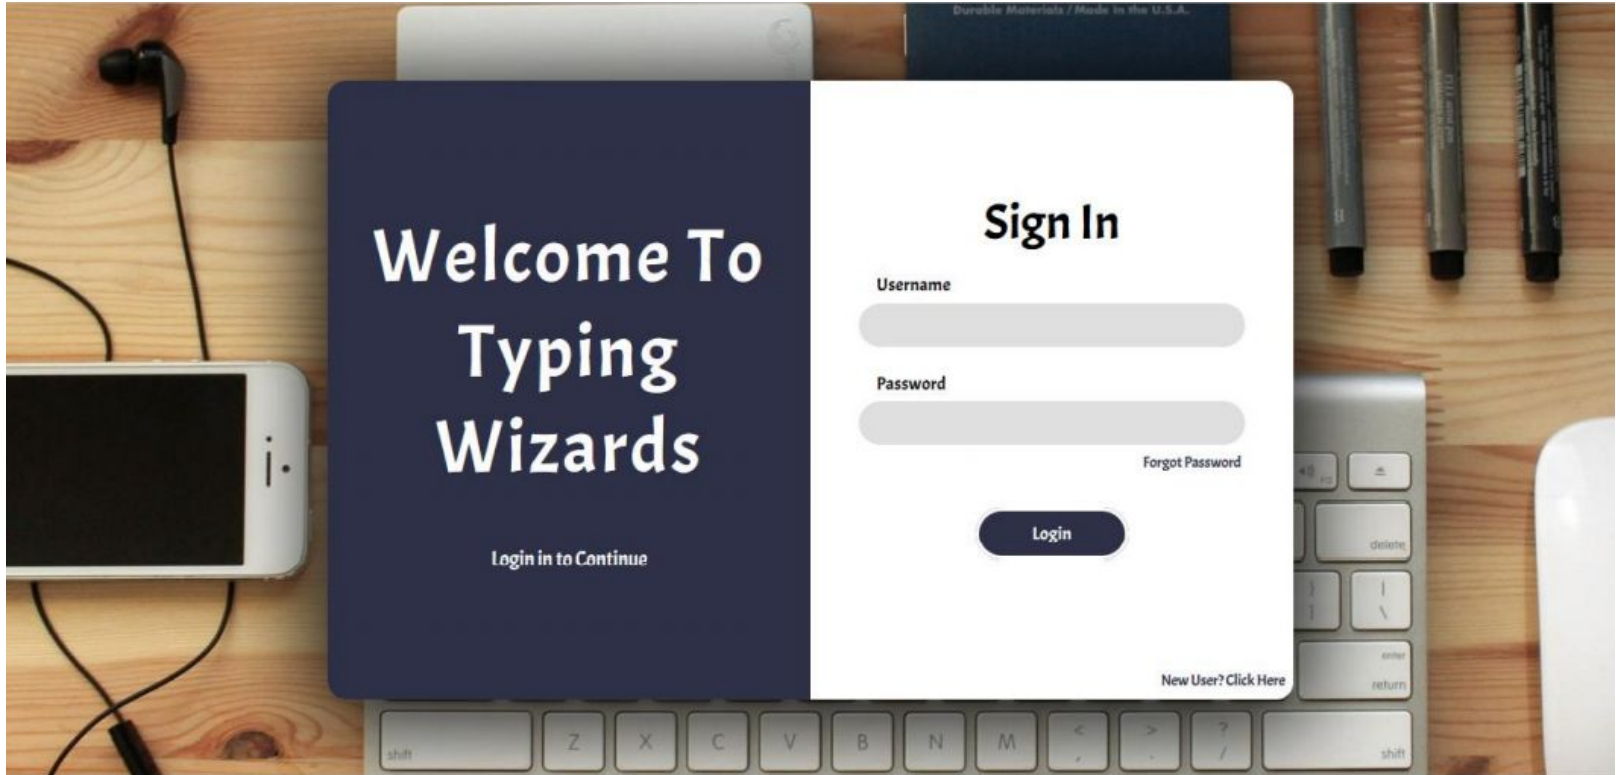 Durable Materials / Made in the U.S.A.
Welcome To
Typing
Wizards
Login in to Continue
Sign In
Username
Password
Forgot Password
Login
New User? Click Here
F12
delete
}
]
|
\
enter
return
shift
Z
X
C
V
B
N
M
<
,
>
.
?
/
shift